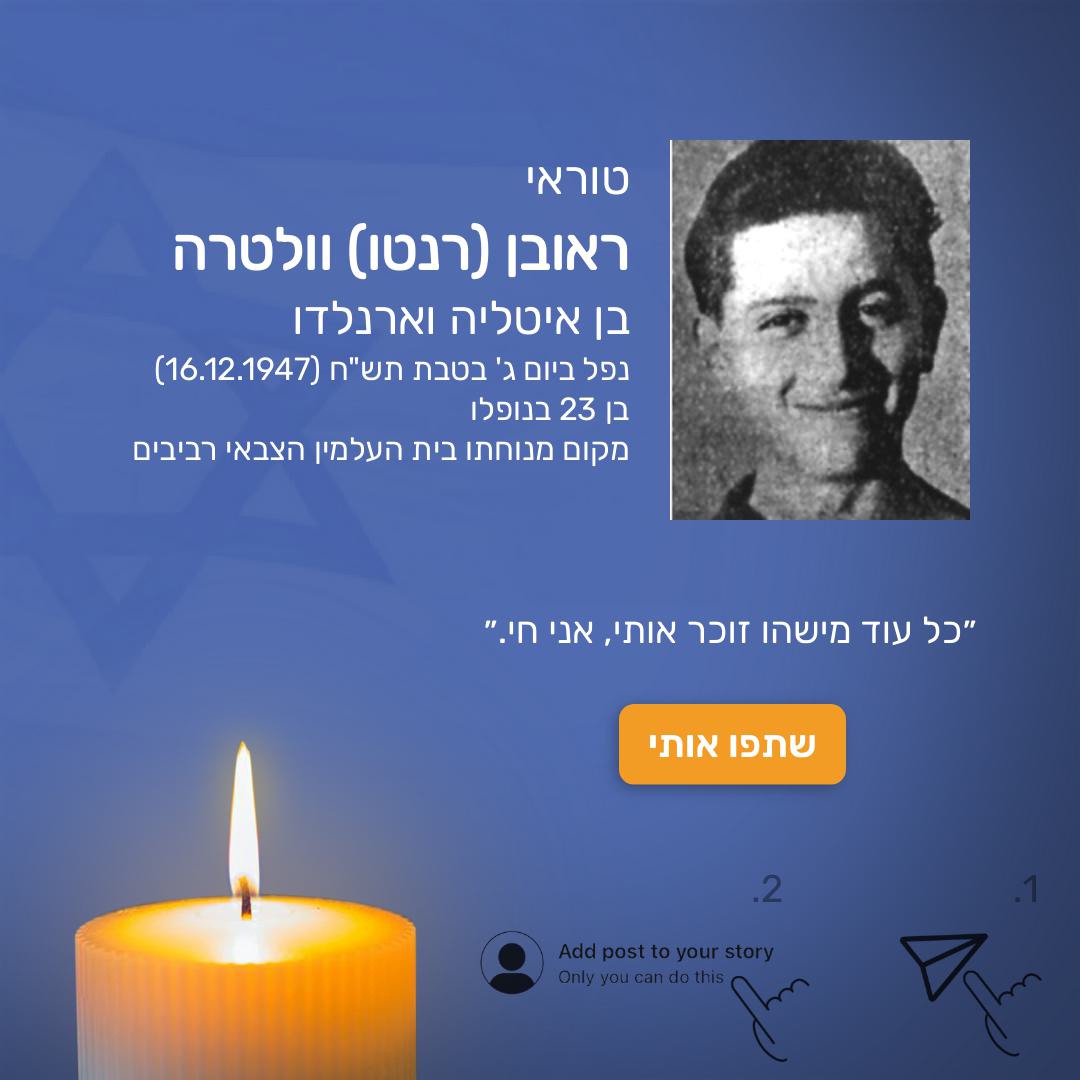 טוראי
ראובן (רנטו) וולטרה
בן איטליה וארנלדו
נפל ביום ג' בטבת תש"ח (16.12.1947)
בן 23 בנופלו
מקום מנוחתו בית העלמין הצבאי רביבים
״כל עוד מישהו זוכר אותי, אני חי.״
שתפו אותי
1.
2.
Add post to your story
Only you can do this